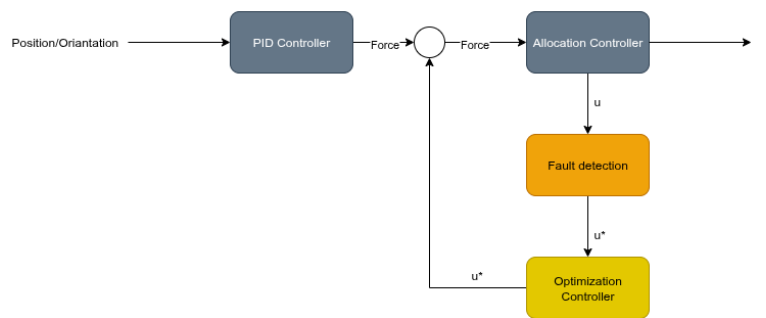 Position/Oriantation
PID Controller
Force
Force
Allocation Controller
u
Fault detection
u*
u*
Optimization
Controller